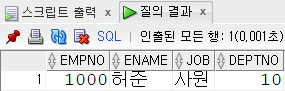 스크립트 출력 × 질의 결과 ×
SQL | 인출된 모든 행: 1(0,001초)
EMPNO ENAME JOB DEPTNO
1 1000 허준 사원 10